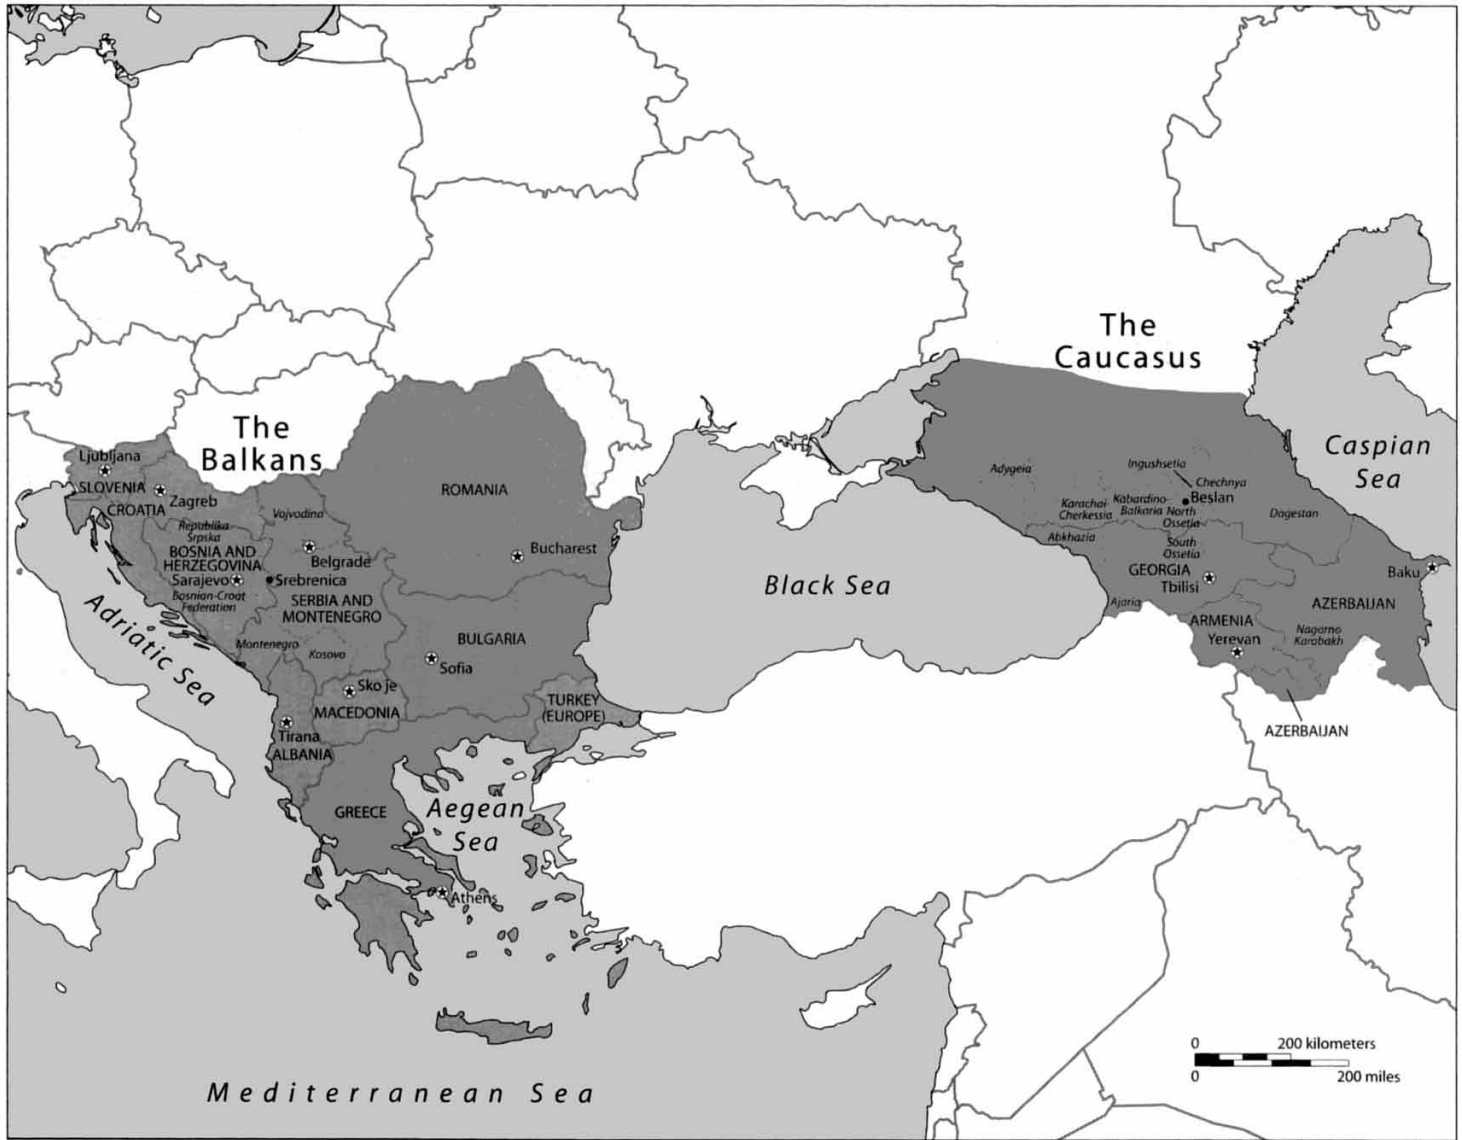 The
Caucasus
The
Balkans
Caspian
Sea
Ljubljana
SLOVENIA
Zagreb
CROATIA
ROMANIA
Vojvodina
Republika
Srpska
BOSNIA AND
HERZEGOVINA
Belgrade
Bucharest
Sarajevo
Srebrenica
Bosnian-Croat
Federation
SERBIA AND
MONTENEGRO
Montenegro
Kosovo
BULGARIA
Sofia
Skoje
MACEDONIA
TURKEY
(EUROPE)
Tirana
ALBANIA
GREECE
Athens
Adriatic Sea
Aegean
Sea
Black Sea
Mediterranean Sea
Adygeia
Ingushetia
Chechnya
Beslan
Karachai-
Cherkessia
Kabardino-
Balkaria
North
Ossetia
Dagestan
Abkhazia
South
Ossetia
GEORGIA
Tbilisi
Baku
Ajaria
ARMENIA
Yerevan
AZERBAIJAN
Nagorno
Karabakh
AZERBAIJAN
0 200 kilometers
0 200 miles